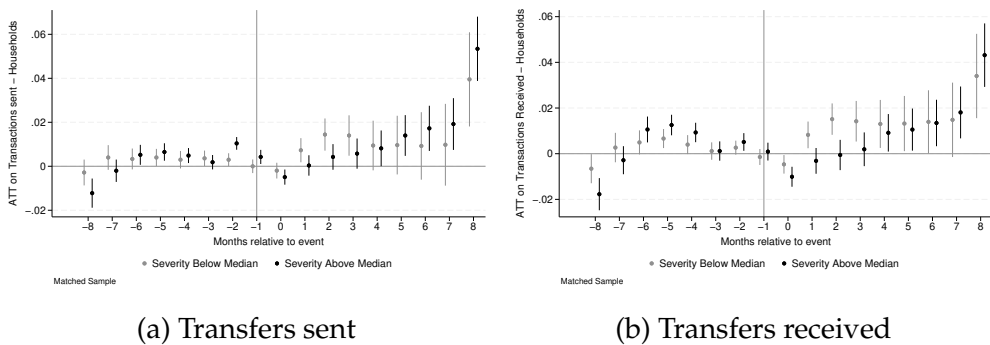 ATT on Transactions sent – Households
.06
.04
.02
0
−.02
−8 −7 −6 −5 −4 −3 −2 −1 0 1 2 3 4 5 6 7 8
Months relative to event
Severity Below Median Severity Above Median
Matched Sample
(a) Transfers sent
ATT on Transactions Received – Households
.06
.04
.02
0
−.02
−8 −7 −6 −5 −4 −3 −2 −1 0 1 2 3 4 5 6 7 8
Months relative to event
Severity Below Median Severity Above Median
Matched Sample
(b) Transfers received